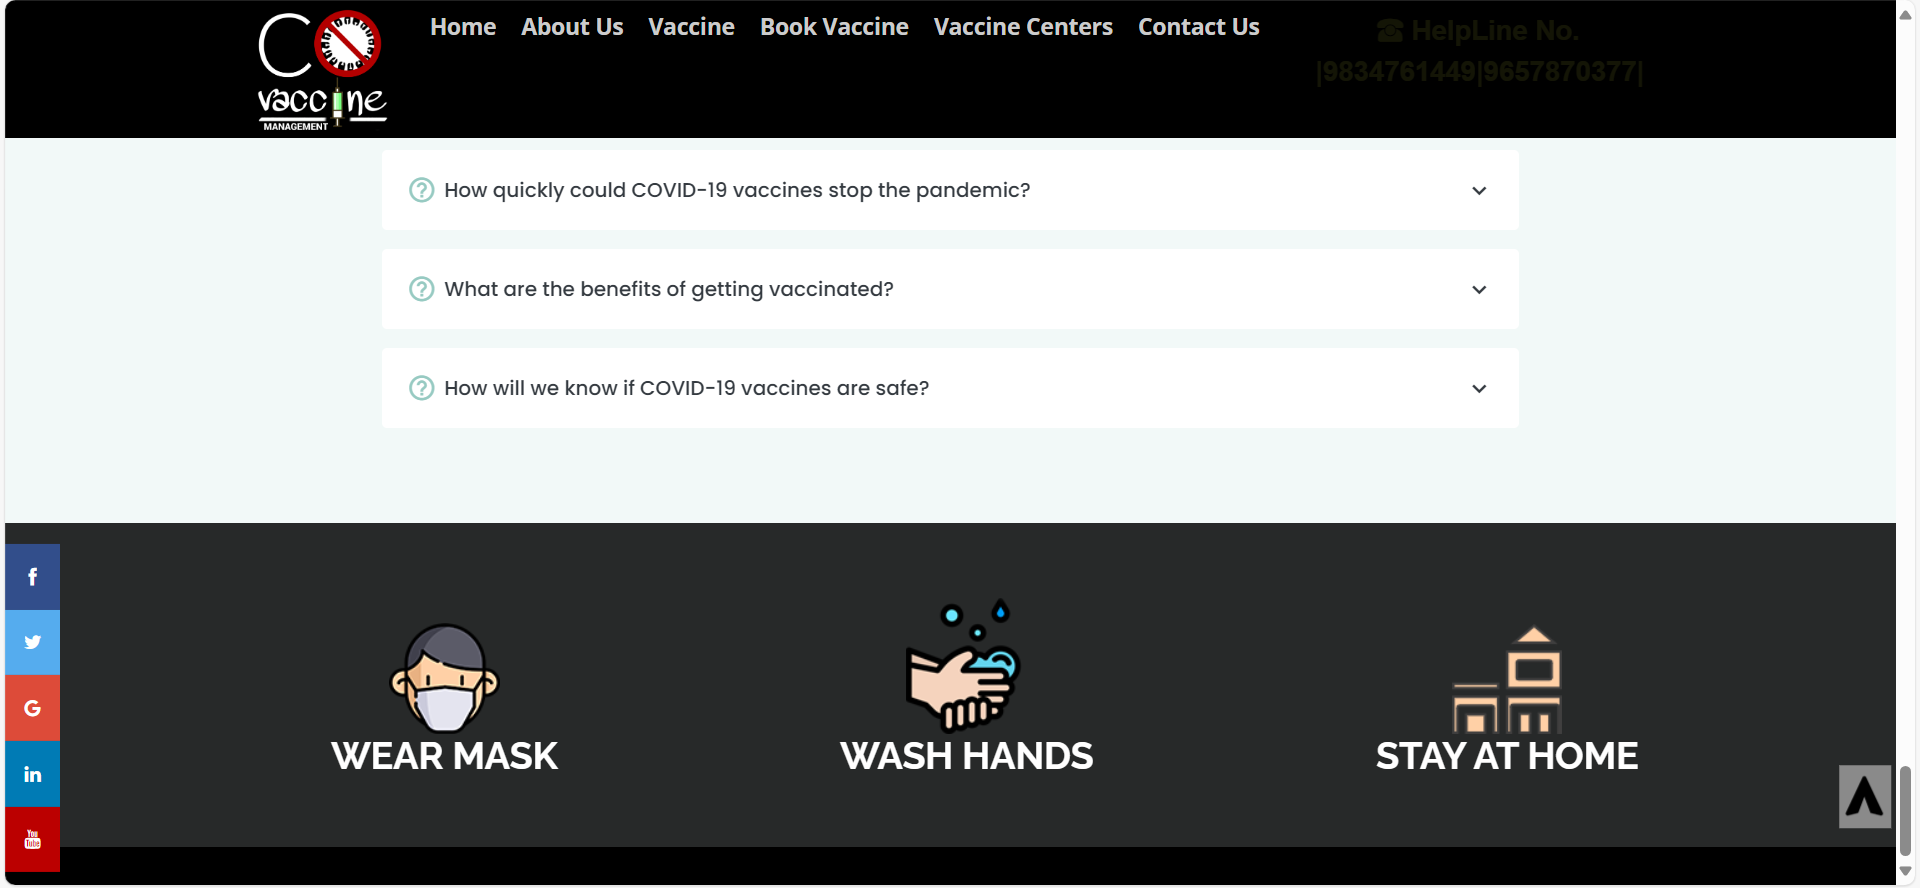 CO
vaccine
MANAGEMENT
Home About Us Vaccine Book Vaccine Vaccine Centers Contact Us
☎ HelpLine No.
|9834761449|9657870377|
How quickly could COVID-19 vaccines stop the pandemic?
What are the benefits of getting vaccinated?
How will we know if COVID-19 vaccines are safe?
f
G
in
You
Tube
WEAR MASK
WASH HANDS
STAY AT HOME